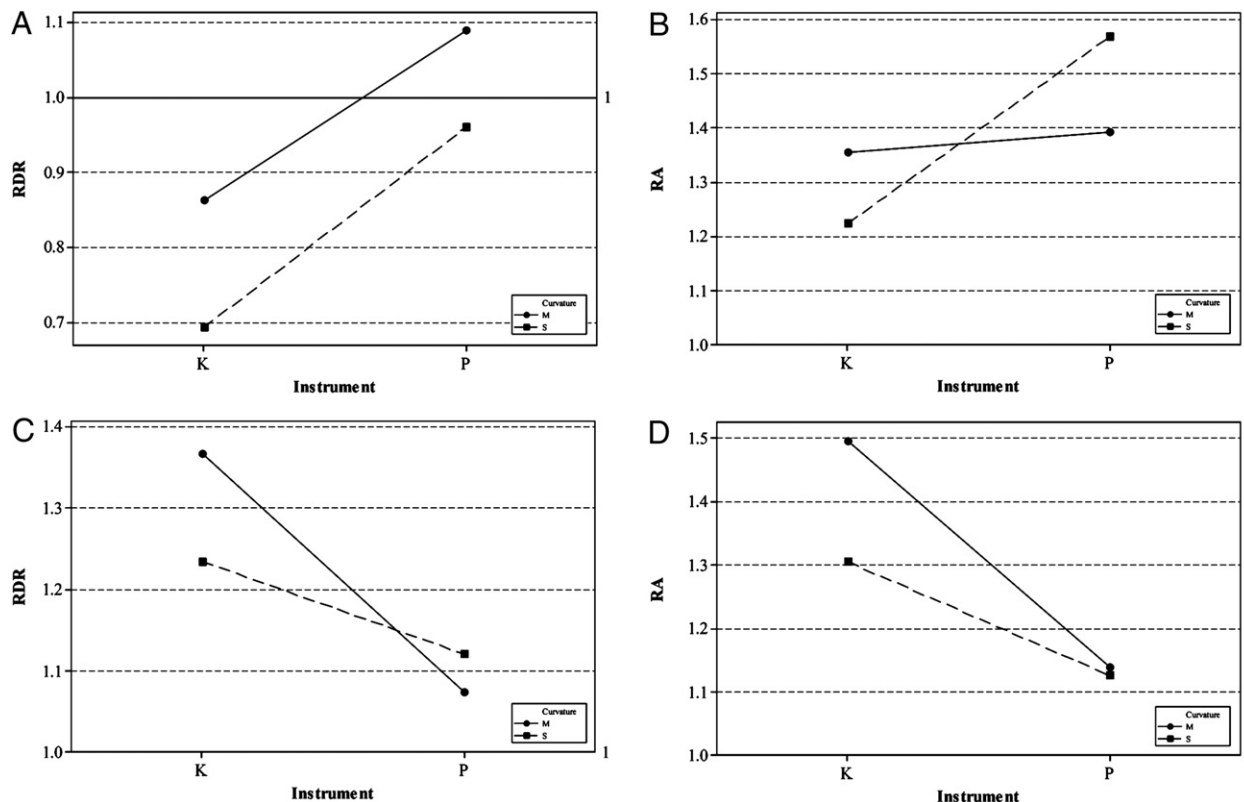 A
1.1
1.0
1
0.9
0.8
0.7
RDR
K
P
Instrument
Curvature
M
S
B
1.6
1.5
1.4
1.3
1.2
1.1
1.0
RA
K
P
Instrument
Curvature
M
S
C
1.4
1.3
1.2
1.1
1.0
1
RDR
K
P
Instrument
Curvature
M
S
D
1.5
1.4
1.3
1.2
1.1
1.0
RA
K
P
Instrument
Curvature
M
S